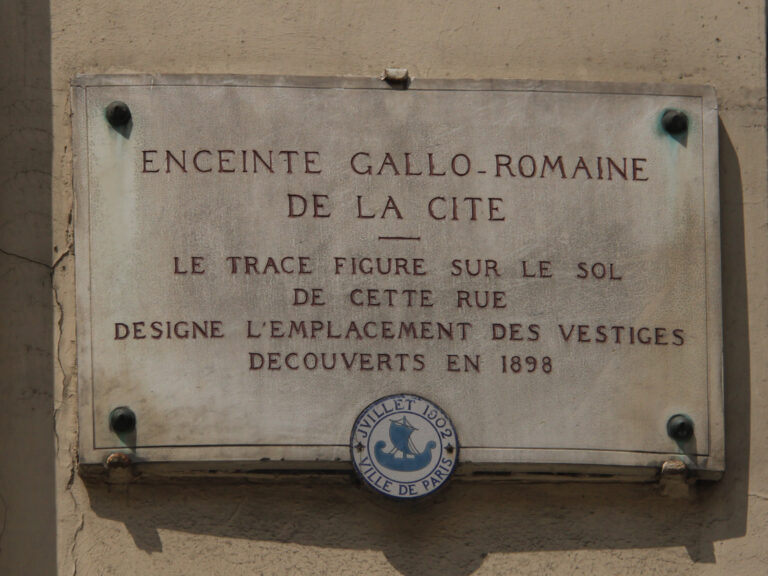 ENCEINTE GALLO-ROMAINE
DE LA CITE
LE TRACE FIGURE SUR LE SOL
DE CETTE RUE
DESIGNE L'EMPLACEMENT DES VESTIGES
DECOUVERTS EN 1898
JVILLET 1902
VILLE DE PARIS